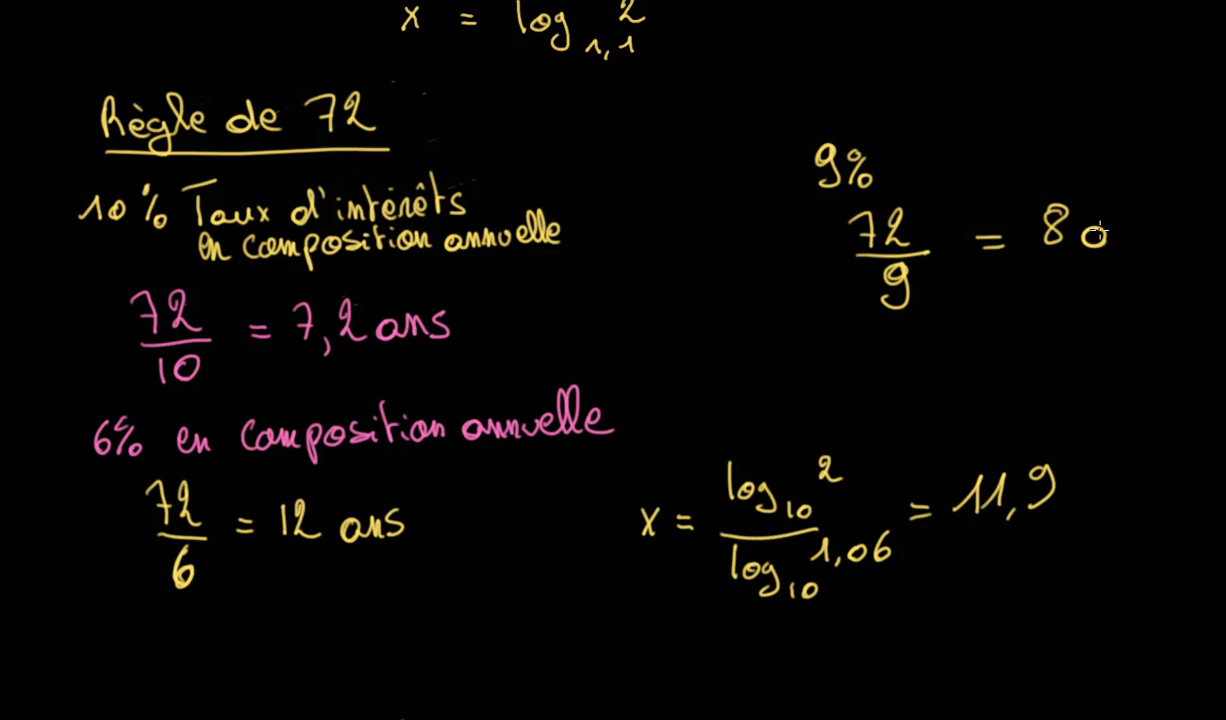 x = log 1,1 2
Règle de 72
10% Taux d'intérêts
en composition annuelle
72/10 = 7,2 ans
6% en composition annuelle
72/6 = 12 ans
9%
72/9 = 8 o
x = log10 2 / log10 1,06 = 11,9